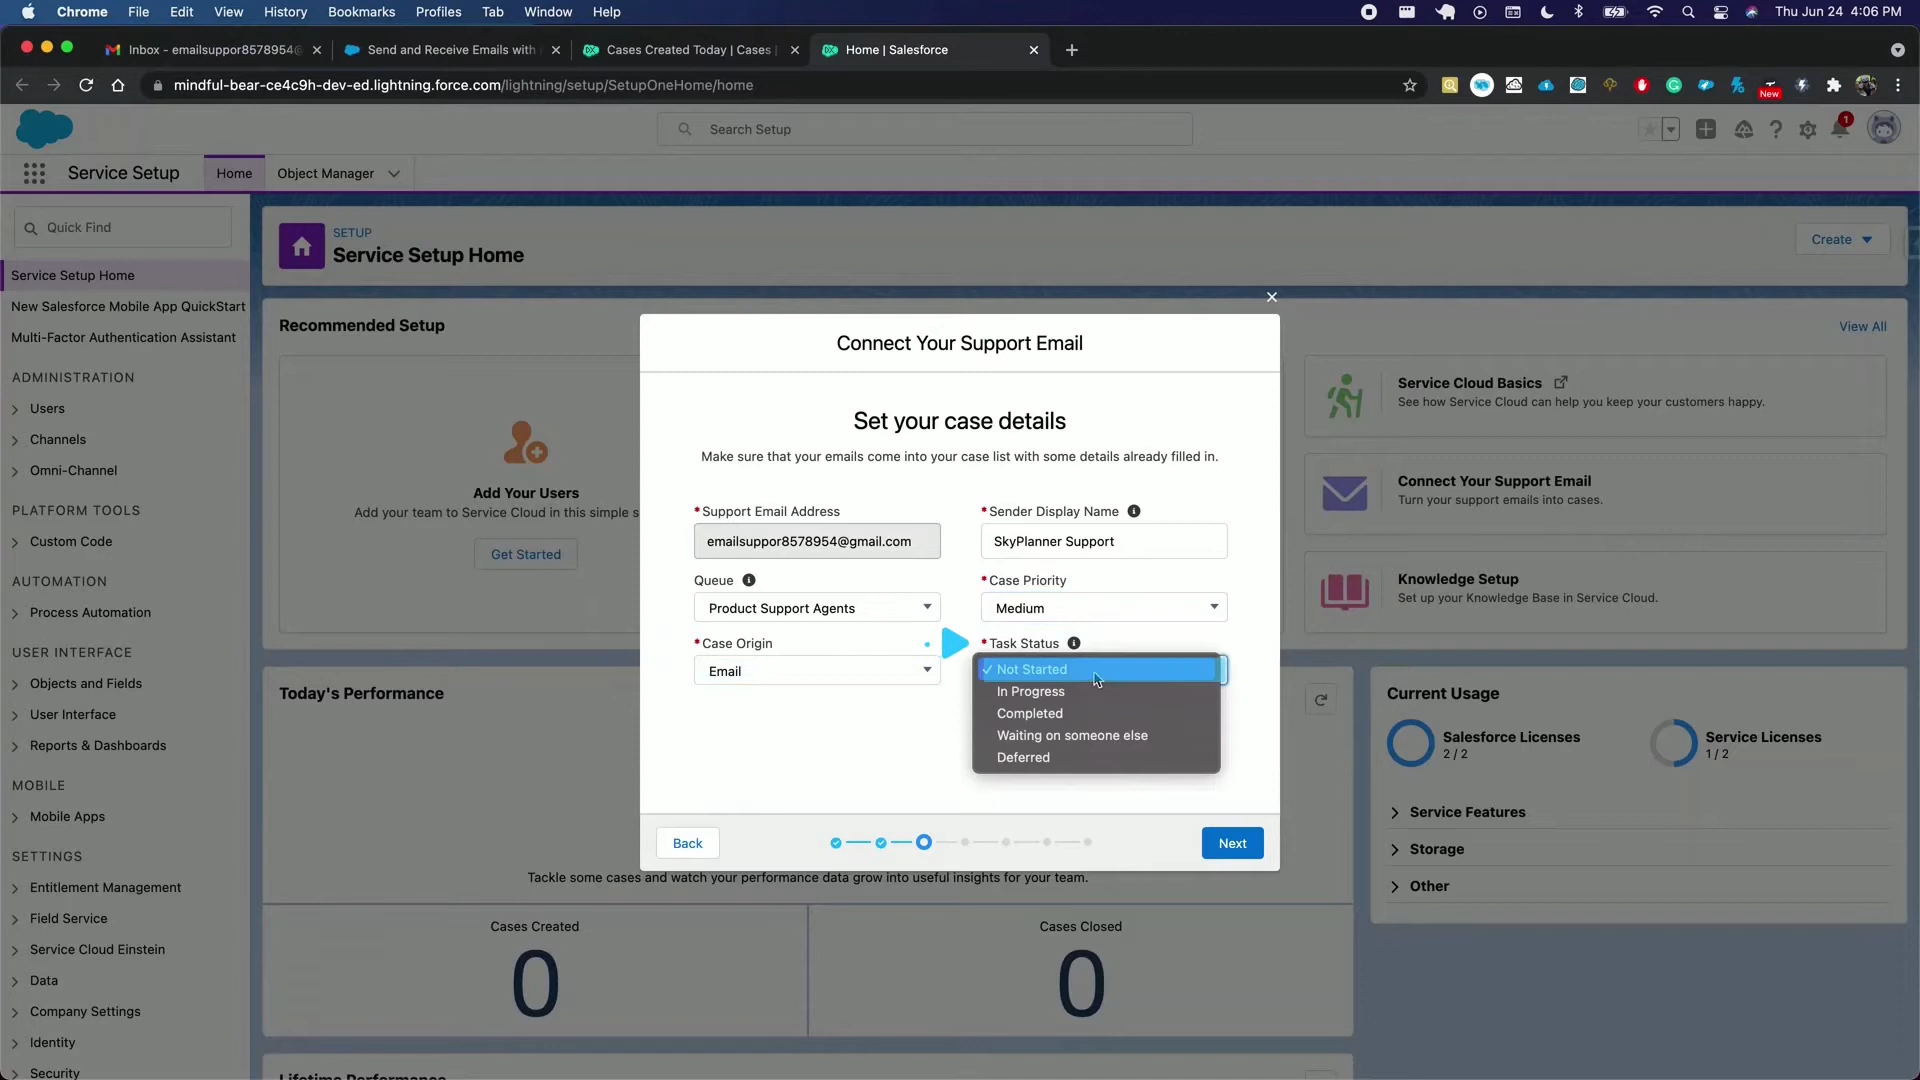 Chrome File Edit View History Bookmarks Profiles Tab Window Help Thu Jun 24 4:06 PM
Inbox - emailsuppor8578954@ Send and Receive Emails with Cases Created Today | Cases | Home | Salesforce
mindful-bear-ce4c9h-dev-ed.lightning.force.com/lightning/setup/SetupOneHome/home
New
Search Setup
1
Service Setup Home Object Manager
Quick Find
Service Setup Home
New Salesforce Mobile App QuickStart
Multi-Factor Authentication Assistant
ADMINISTRATION
Users
Channels
Omni-Channel
PLATFORM TOOLS
Custom Code
AUTOMATION
Process Automation
USER INTERFACE
Objects and Fields
User Interface
Reports & Dashboards
MOBILE
Mobile Apps
SETTINGS
Entitlement Management
Field Service
Service Cloud Einstein
Data
Company Settings
Identity
Security
SETUP
Service Setup Home
Create
Recommended Setup
View All
Add Your Users
Add your team to Service Cloud in this simple s
Get Started
Service Cloud Basics
See how Service Cloud can help you keep your customers happy.
Connect Your Support Email
Turn your support emails into cases.
Knowledge Setup
Set up your Knowledge Base in Service Cloud.
Connect Your Support Email
Set your case details
Make sure that your emails come into your case list with some details already filled in.
*Support Email Address
emailsuppor8578954@gmail.com
*Sender Display Name
SkyPlanner Support
Queue
Product Support Agents
*Case Priority
Medium
*Case Origin
Email
*Task Status
✓ Not Started
In Progress
Completed
Waiting on someone else
Deferred
Back
Next
Today's Performance
Tackle some cases and watch your performance data grow into useful insights for your team.
Cases Created
0
Cases Closed
0
Lifetime Performance
Current Usage
Salesforce Licenses
2 / 2
Service Licenses
1 / 2
Service Features
Storage
Other